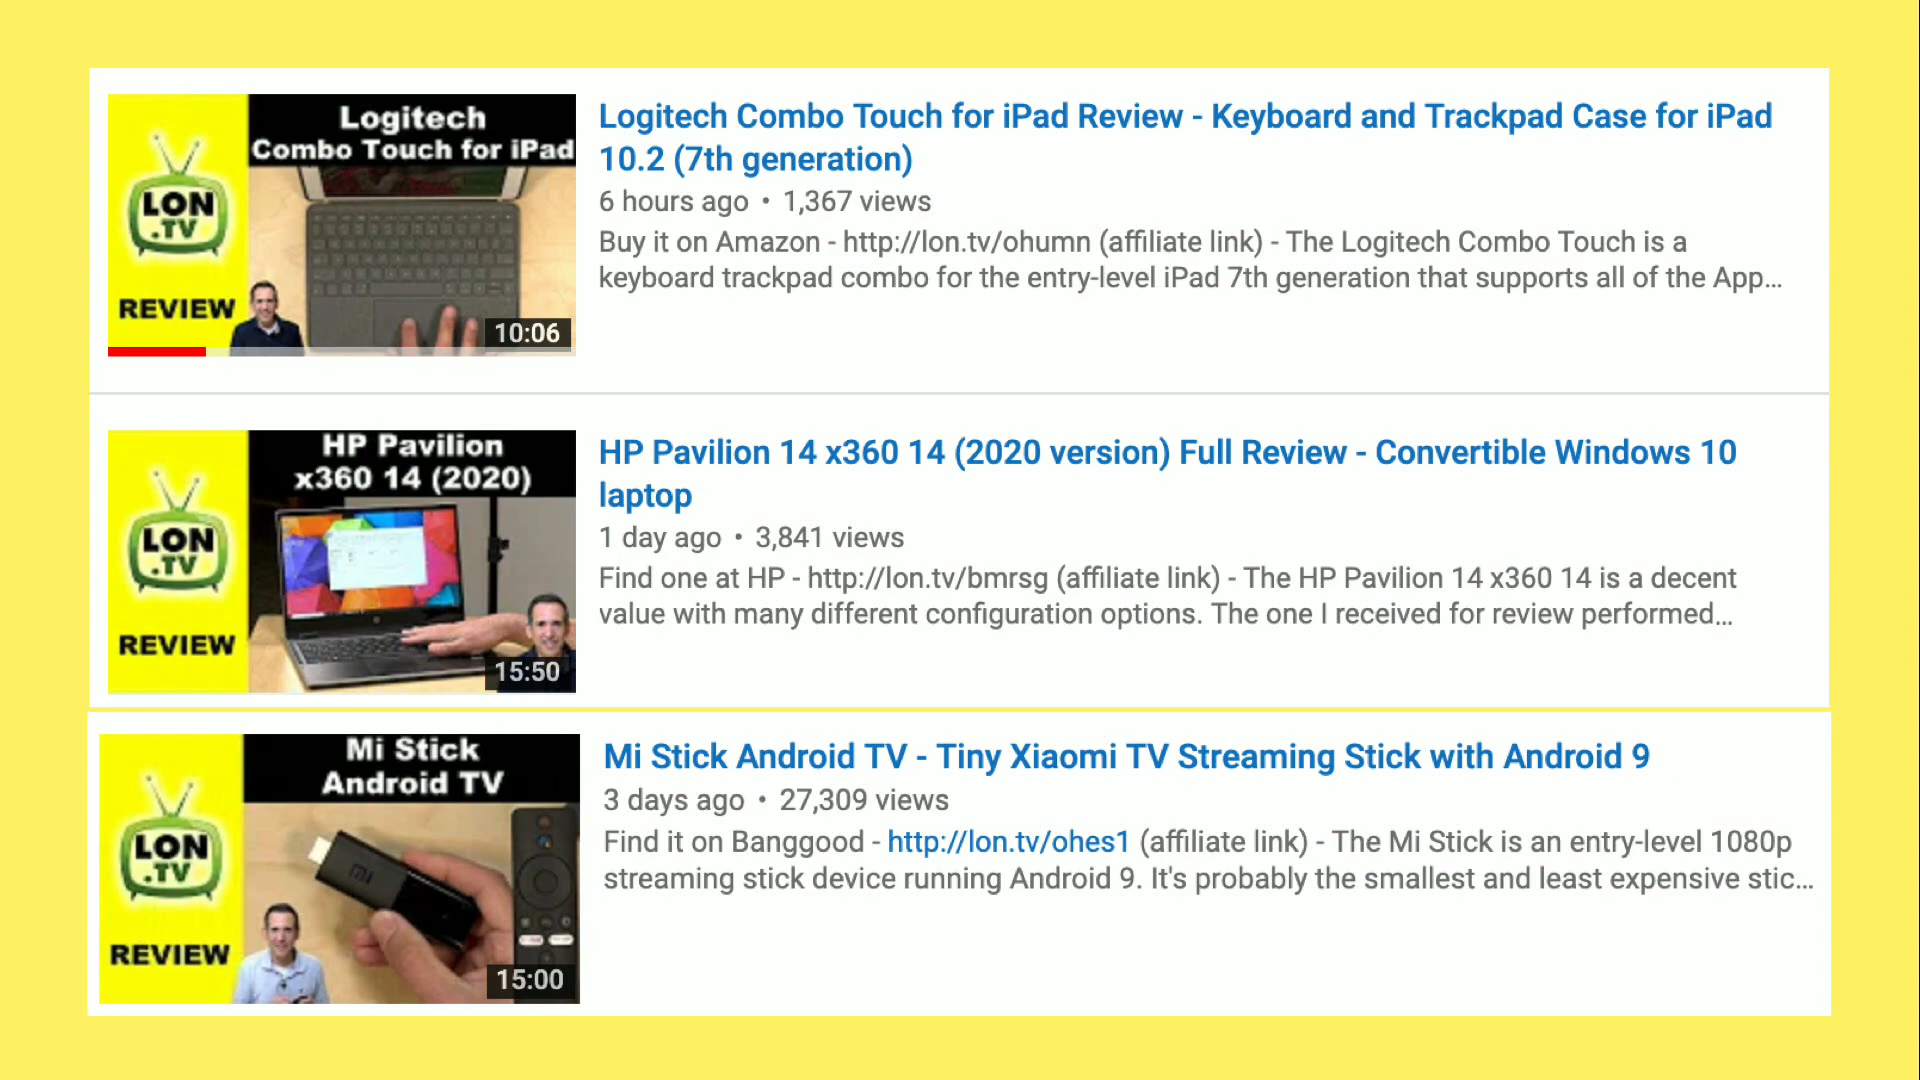 Logitech
Combo Touch for iPad
LON
.TV
REVIEW
10:06
Logitech Combo Touch for iPad Review - Keyboard and Trackpad Case for iPad
10.2 (7th generation)
6 hours ago • 1,367 views
Buy it on Amazon - http://lon.tv/ohumn (affiliate link) - The Logitech Combo Touch is a
keyboard trackpad combo for the entry-level iPad 7th generation that supports all of the App...
HP Pavilion
x360 14 (2020)
LON
.TV
REVIEW
15:50
HP Pavilion 14 x360 14 (2020 version) Full Review - Convertible Windows 10
laptop
1 day ago • 3,841 views
Find one at HP - http://lon.tv/bmrsg (affiliate link) - The HP Pavilion 14 x360 14 is a decent
value with many different configuration options. The one I received for review performed...
Mi Stick
Android TV
LON
.TV
REVIEW
mi
15:00
Mi Stick Android TV - Tiny Xiaomi TV Streaming Stick with Android 9
3 days ago • 27,309 views
Find it on Banggood - http://lon.tv/ohes1 (affiliate link) - The Mi Stick is an entry-level 1080p
streaming stick device running Android 9. It's probably the smallest and least expensive stic...